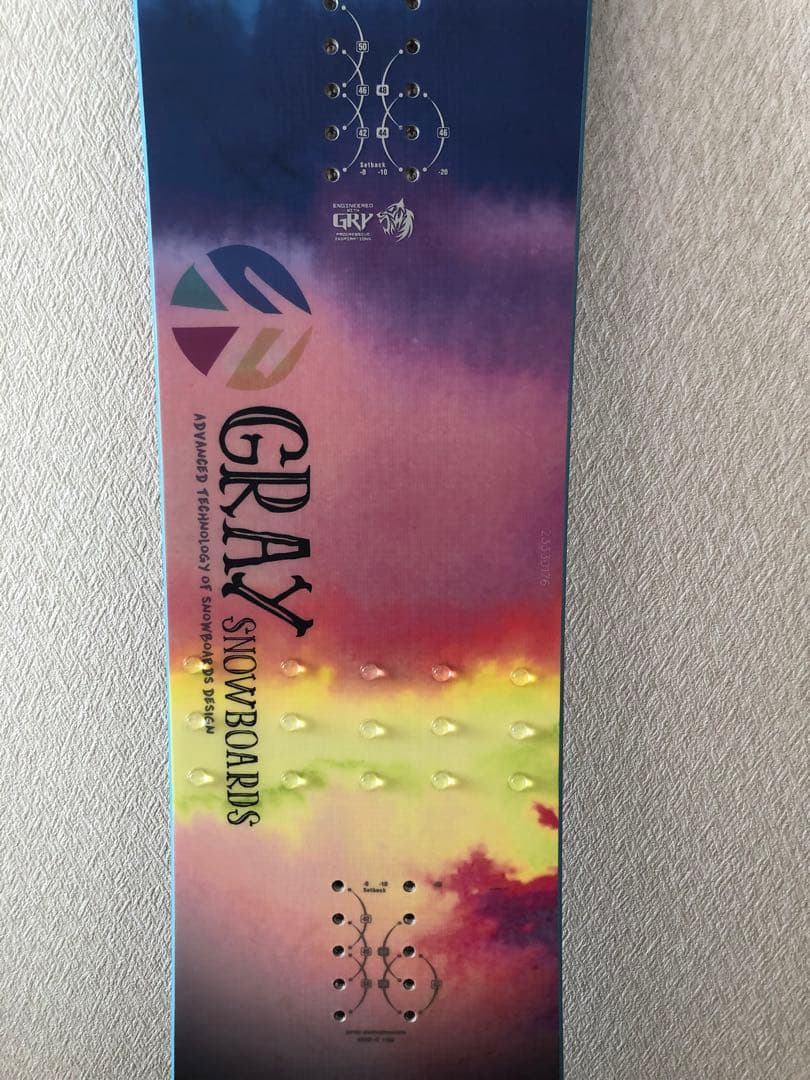 50
46 48
42 44 46
Setback
-0 -10 -20
ENGINEERED
WITH
GRY
PROGRESSIVE
INSPIRATIONS
GRAY SNOWBOARDS
ADVANCED TECHNOLOGY OF SNOWBOARDS DESIGN
-0 -10
Setback